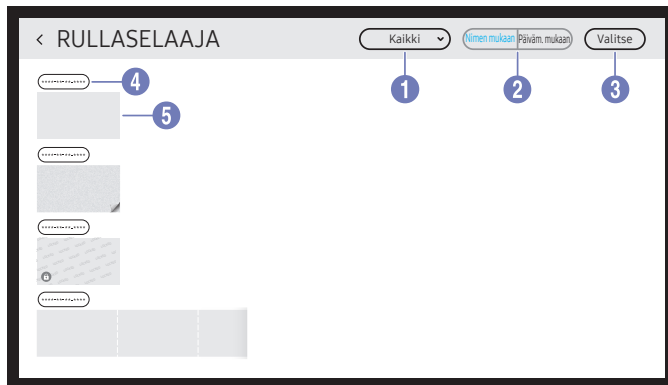 < RULLASELAAJA
Kaikki
Nimen mukaan Päiväm. mukaan
Valitse
1
2
3
4
5